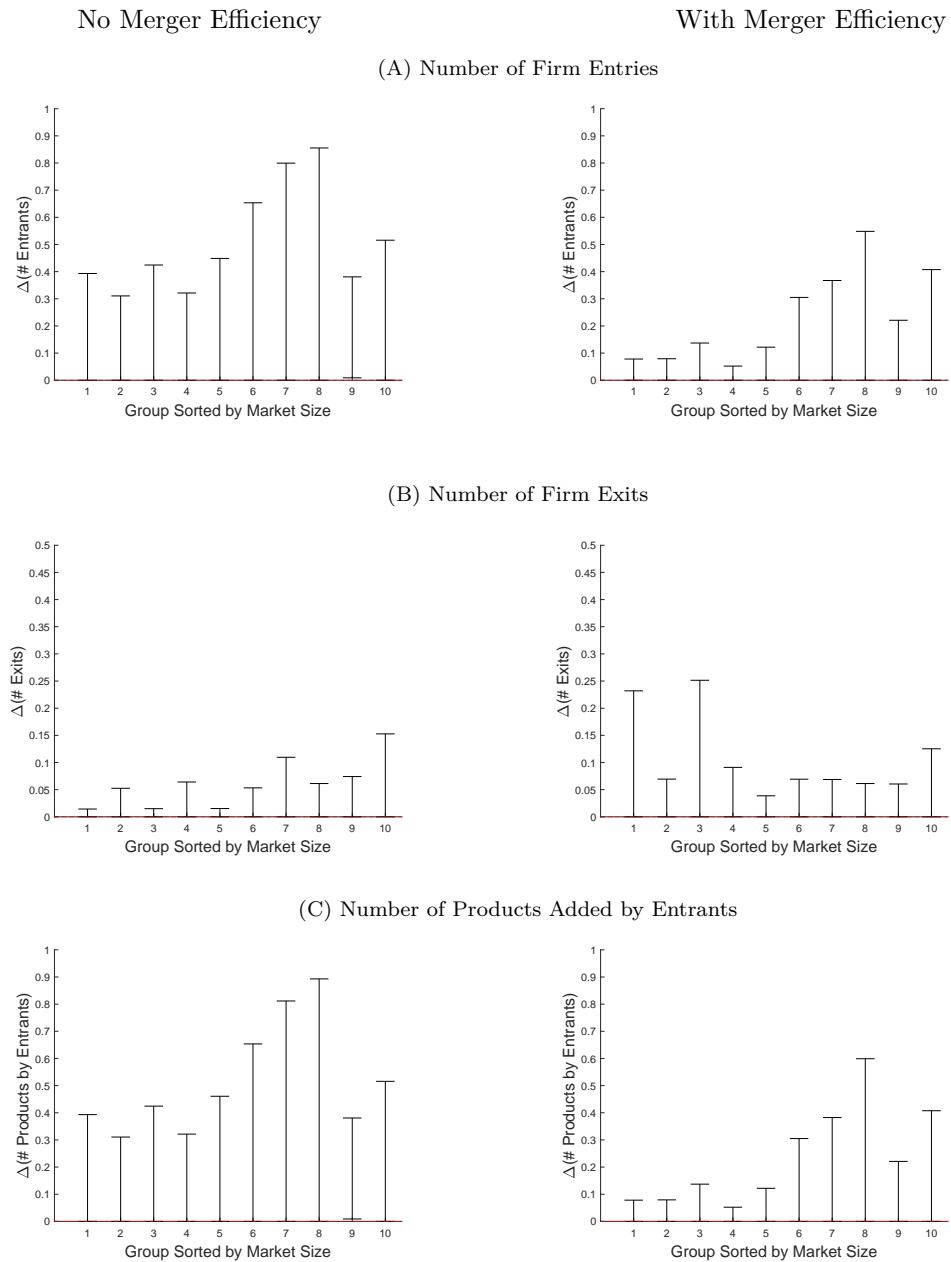 No Merger Efficiency
With Merger Efficiency
(A) Number of Firm Entries
1
0.9
0.8
0.7
0.6
0.5
0.4
0.3
0.2
0.1
0
Δ(# Entrants)
1 2 3 4 5 6 7 8 9 10
Group Sorted by Market Size
1
0.9
0.8
0.7
0.6
0.5
0.4
0.3
0.2
0.1
0
Δ(# Entrants)
1 2 3 4 5 6 7 8 9 10
Group Sorted by Market Size
(B) Number of Firm Exits
0.5
0.45
0.4
0.35
0.3
0.25
0.2
0.15
0.1
0.05
0
Δ(# Exits)
1 2 3 4 5 6 7 8 9 10
Group Sorted by Market Size
0.5
0.45
0.4
0.35
0.3
0.25
0.2
0.15
0.1
0.05
0
Δ(# Exits)
1 2 3 4 5 6 7 8 9 10
Group Sorted by Market Size
(C) Number of Products Added by Entrants
1
0.9
0.8
0.7
0.6
0.5
0.4
0.3
0.2
0.1
0
Δ(# Products by Entrants)
1 2 3 4 5 6 7 8 9 10
Group Sorted by Market Size
1
0.9
0.8
0.7
0.6
0.5
0.4
0.3
0.2
0.1
0
Δ(# Products by Entrants)
1 2 3 4 5 6 7 8 9 10
Group Sorted by Market Size